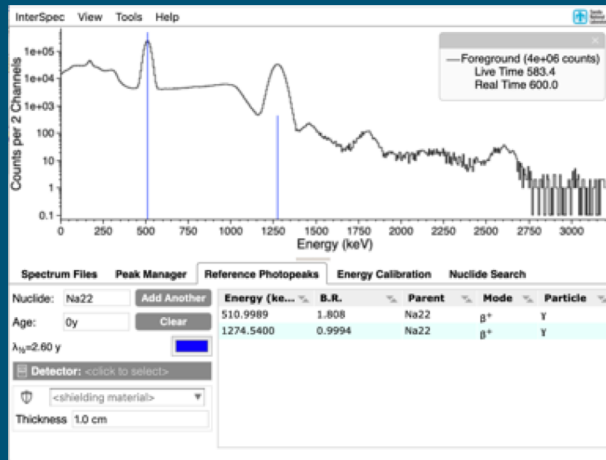 InterSpec View Tools Help
Sandia National Laboratories
Foreground (4e+06 counts)
Live Time 583.4
Real Time 600.0
Counts per 2 Channels
1e+05
1e+04
1e+03
100
10
1
0.1
0 250 500 750 1000 1250 1500 1750 2000 2250 2500 2750 3000
Energy (keV)
Spectrum Files Peak Manager Reference Photopeaks Energy Calibration Nuclide Search
Nuclide: Na22 Add Another
Age: 0y Clear
λ½=2.60 y
Detector: <click to select>
<shielding material>
Thickness 1.0 cm
Energy (ke... B.R. Parent Mode Particle
510.9989 1.808 Na22 β+ γ
1274.5400 0.9994 Na22 β+ γ